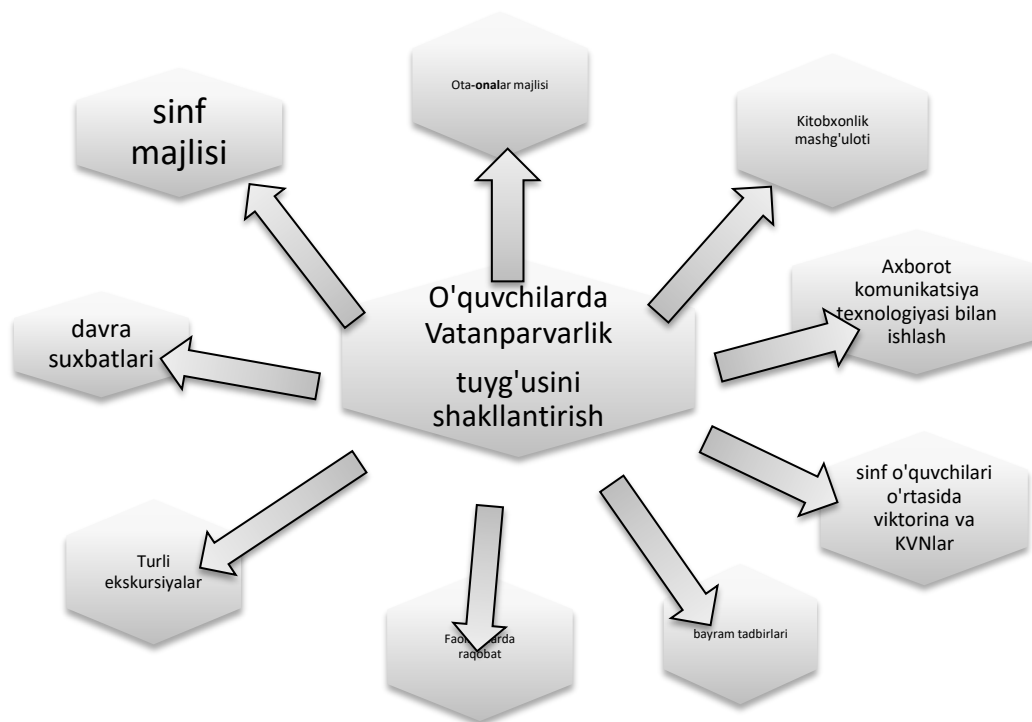 Ota-onalar majlisi
sinf
majlisi
Kitobxonlik
mashg'uloti
Axborot
komunikatsiya
texnologiyasi bilan
ishlash
O'quvchilarda
Vatanparvarlik
tuyg'usini
shakllantirish
davra
suxbatlari
sinf o'quvchilari
o'rtasida
viktorina va
KVNlar
Turli
ekskursiyalar
raqobat
bayram tadbirlari